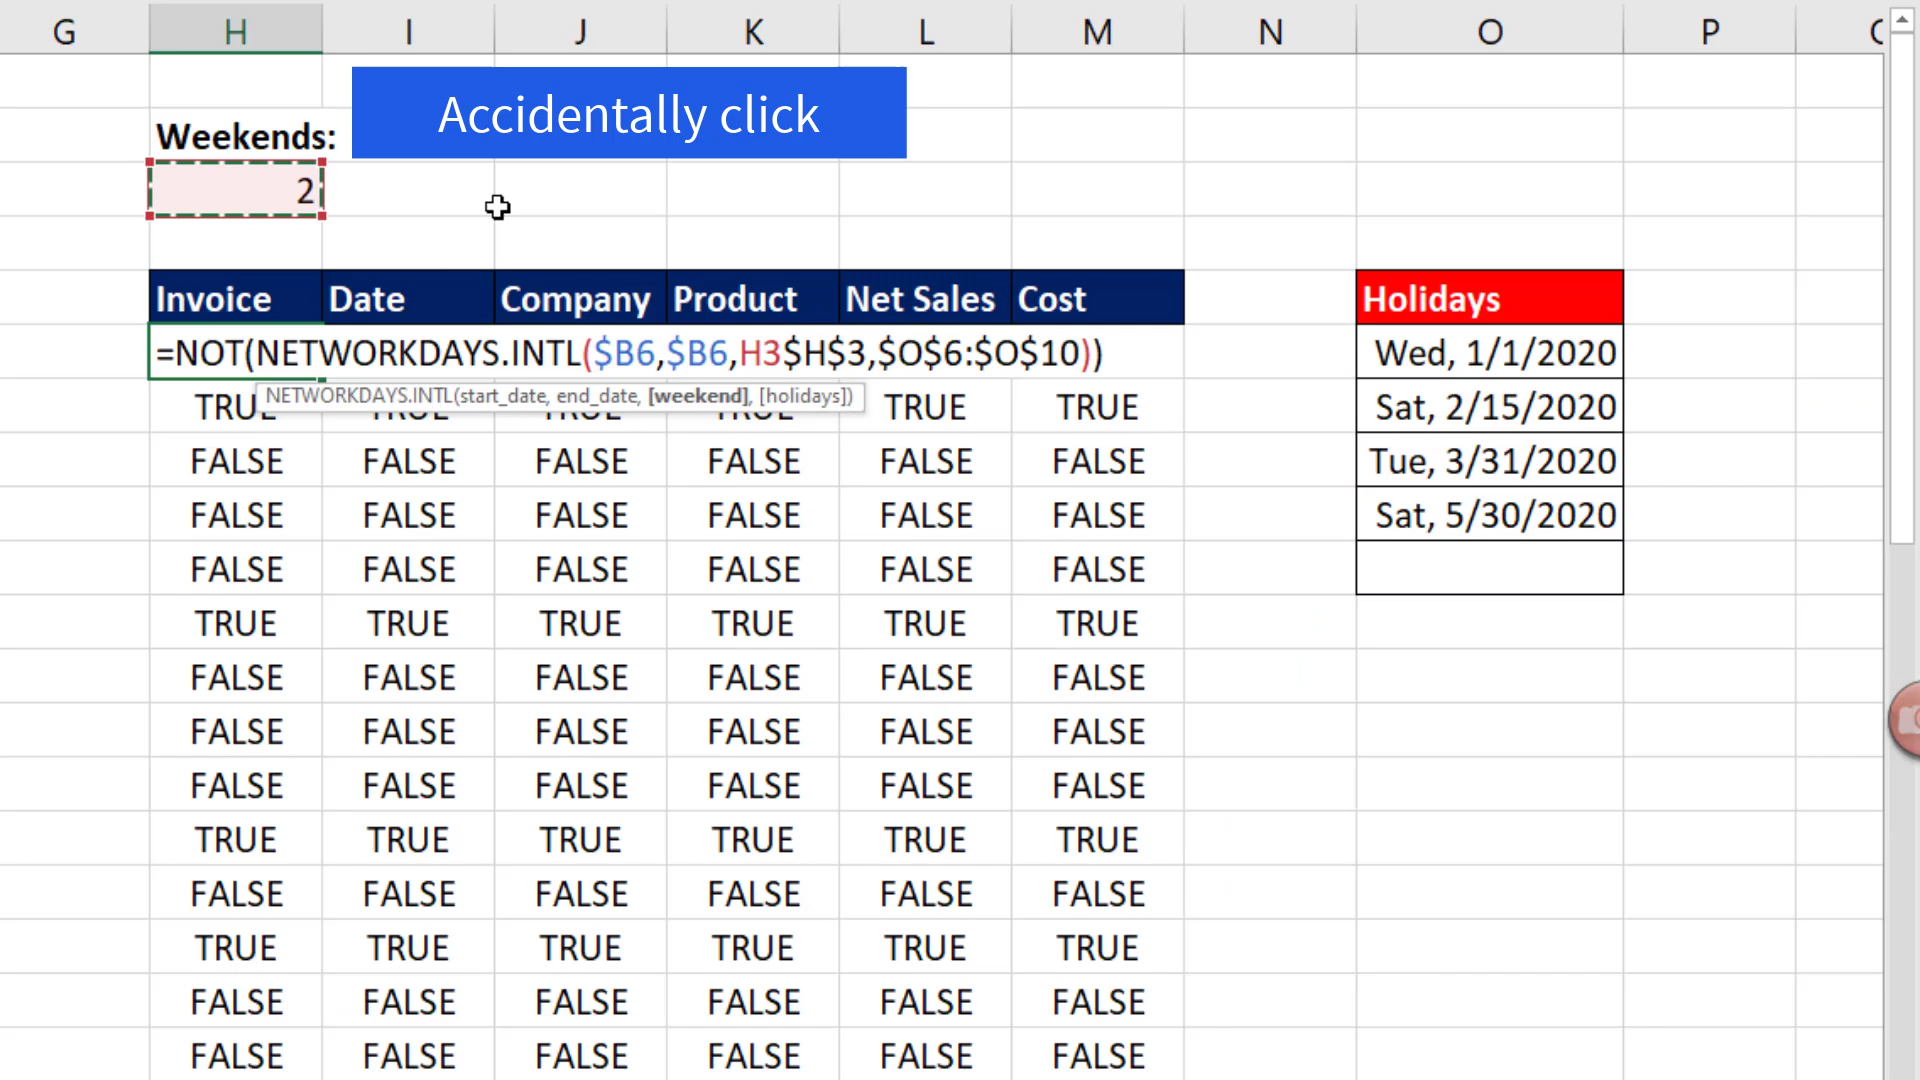 G H I J K L M N O P
Accidentally click
Weekends:
2
Invoice Date Company Product Net Sales Cost Holidays
=NOT(NETWORKDAYS.INTL($B6,$B6,H3$H$3,$O$6:$O$10)) Wed, 1/1/2020
NETWORKDAYS.INTL(start_date, end_date, [weekend], [holidays])
TRUE TRUE TRUE TRUE TRUE TRUE Sat, 2/15/2020
FALSE FALSE FALSE FALSE FALSE FALSE Tue, 3/31/2020
FALSE FALSE FALSE FALSE FALSE FALSE Sat, 5/30/2020
FALSE FALSE FALSE FALSE FALSE FALSE
TRUE TRUE TRUE TRUE TRUE TRUE
FALSE FALSE FALSE FALSE FALSE FALSE
FALSE FALSE FALSE FALSE FALSE FALSE
FALSE FALSE FALSE FALSE FALSE FALSE
TRUE TRUE TRUE TRUE TRUE TRUE
FALSE FALSE FALSE FALSE FALSE FALSE
TRUE TRUE TRUE TRUE TRUE TRUE
FALSE FALSE FALSE FALSE FALSE FALSE
FALSE FALSE FALSE FALSE FALSE FALSE